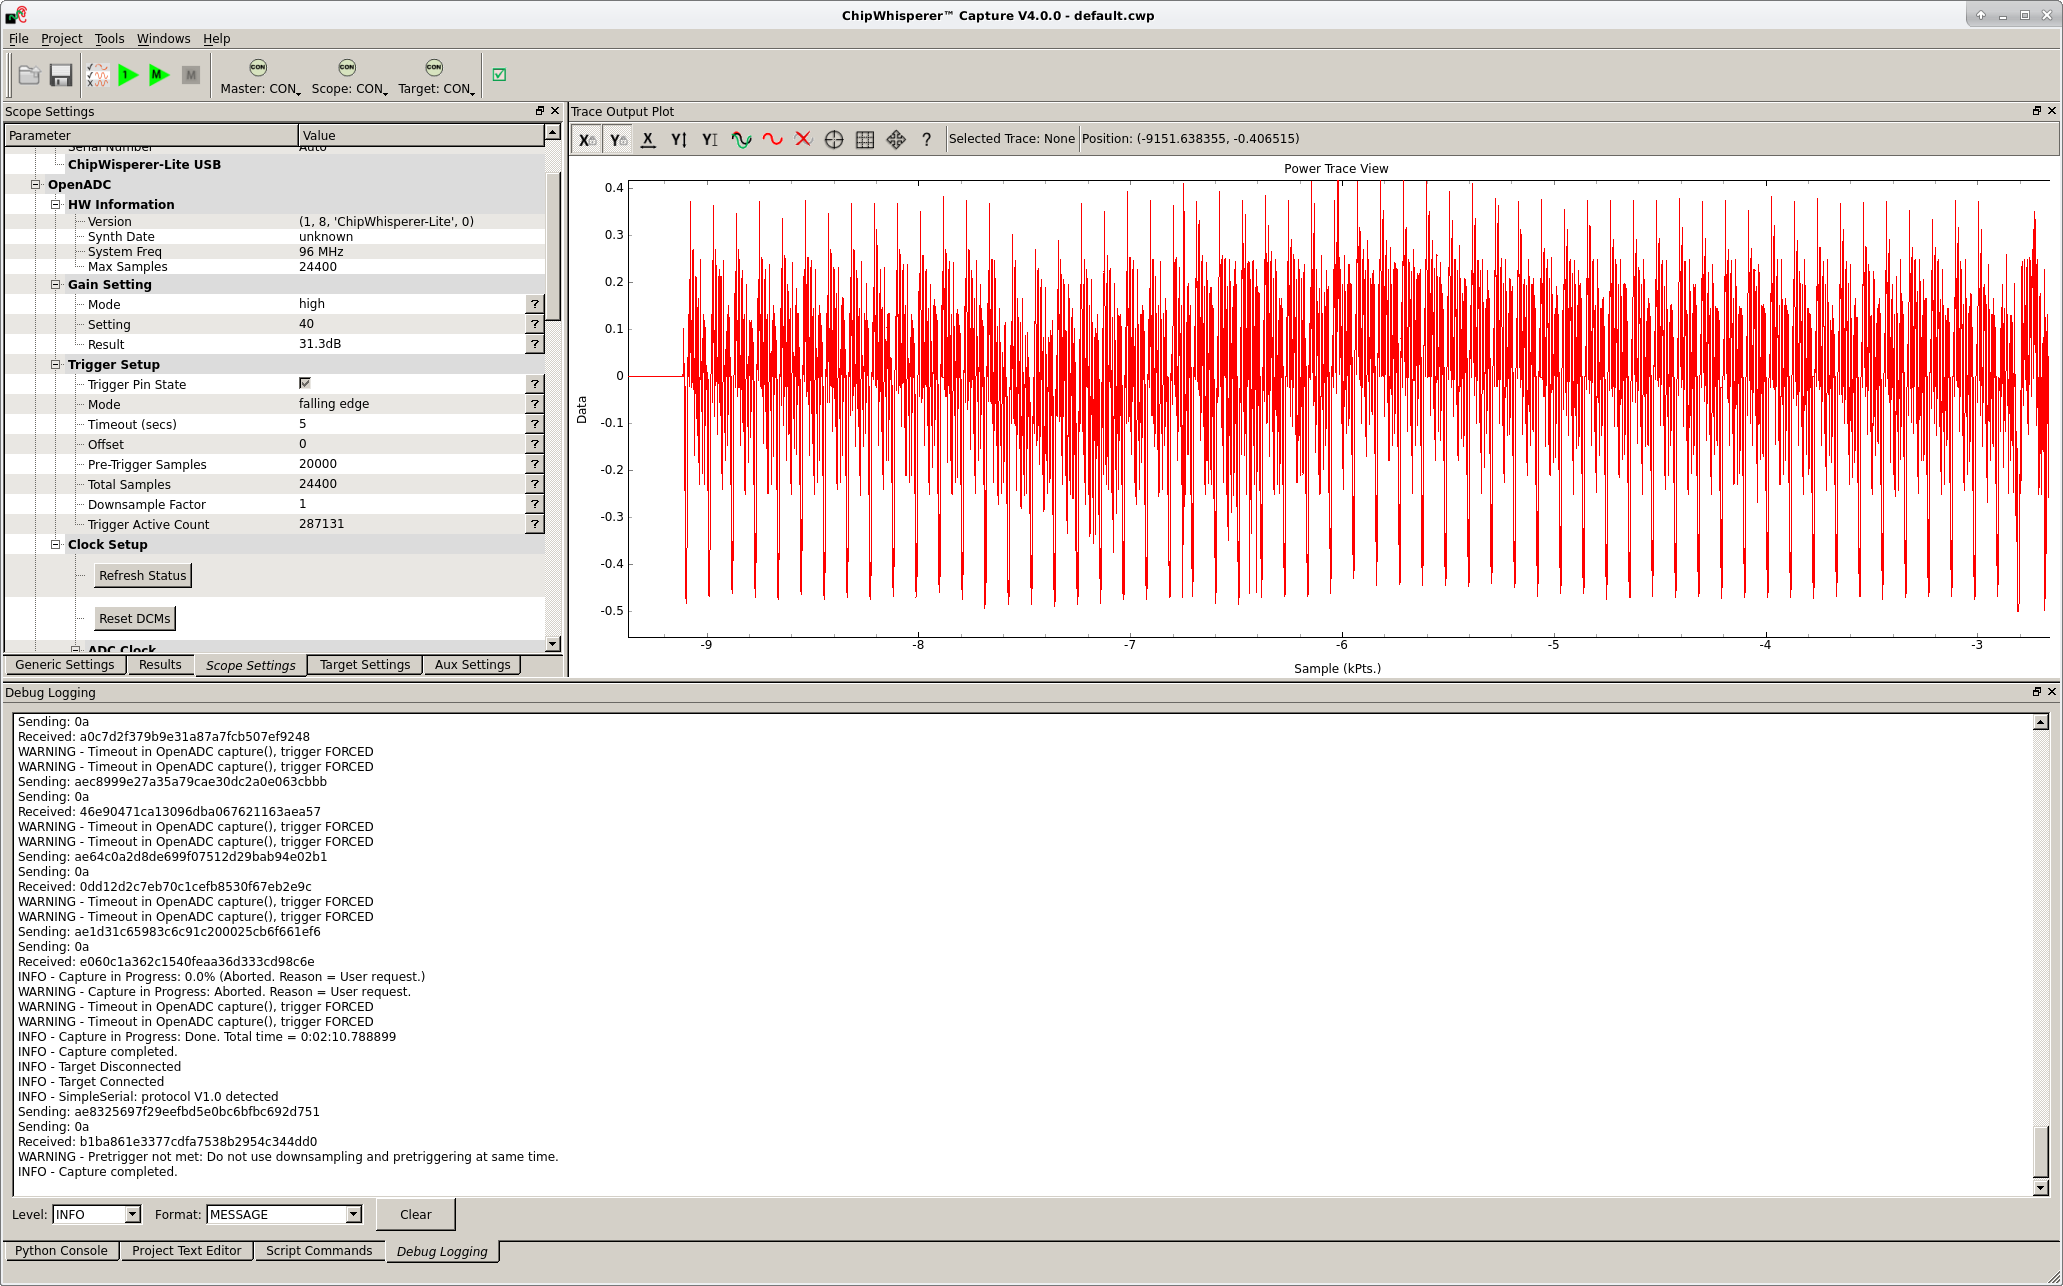 ChipWhisperer™ Capture V4.0.0 - default.cwp
File Project Tools Windows Help
1 M M
CON CON CON
Master: CON Scope: CON Target: CON
Scope Settings
Parameter Value
Serial Number Auto
ChipWhisperer-Lite USB
OpenADC
HW Information
Version (1, 8, 'ChipWhisperer-Lite', 0)
Synth Date unknown
System Freq 96 MHz
Max Samples 24400
Gain Setting
Mode high ?
Setting 40 ?
Result 31.3dB ?
Trigger Setup
Trigger Pin State ?
Mode falling edge ?
Timeout (secs) 5 ?
Offset 0 ?
Pre-Trigger Samples 20000 ?
Total Samples 24400 ?
Downsample Factor 1 ?
Trigger Active Count 287131 ?
Clock Setup
Refresh Status
Reset DCMs
ADC Clock
Generic Settings Results Scope Settings Target Settings Aux Settings
Trace Output Plot
X Y X Y Y ? Selected Trace: None Position: (-9151.638355, -0.406515)
Power Trace View
0.4
0.3
0.2
0.1
0
-0.1
-0.2
-0.3
-0.4
-0.5
Data
-9 -8 -7 -6 -5 -4 -3
Sample (kPts.)
Debug Logging
Sending: 0a
Received: a0c7d2f379b9e31a87a7fcb507ef9248
WARNING - Timeout in OpenADC capture(), trigger FORCED
WARNING - Timeout in OpenADC capture(), trigger FORCED
Sending: aec8999e27a35a79cae30dc2a0e063cbbb
Sending: 0a
Received: 46e90471ca13096dba067621163aea57
WARNING - Timeout in OpenADC capture(), trigger FORCED
WARNING - Timeout in OpenADC capture(), trigger FORCED
Sending: ae64c0a2d8de699f07512d29bab94e02b1
Sending: 0a
Received: 0dd12d2c7eb70c1cefb8530f67eb2e9c
WARNING - Timeout in OpenADC capture(), trigger FORCED
WARNING - Timeout in OpenADC capture(), trigger FORCED
Sending: ae1d31c65983c6c91c200025cb6f661ef6
Sending: 0a
Received: e060c1a362c1540feaa36d333cd98c6e
INFO - Capture in Progress: 0.0% (Aborted. Reason = User request.)
WARNING - Capture in Progress: Aborted. Reason = User request.
WARNING - Timeout in OpenADC capture(), trigger FORCED
WARNING - Timeout in OpenADC capture(), trigger FORCED
INFO - Capture in Progress: Done. Total time = 0:02:10.788899
INFO - Capture completed.
INFO - Target Disconnected
INFO - Target Connected
INFO - SimpleSerial: protocol V1.0 detected
Sending: ae8325697f29eefbd5e0bc6bfbc692d751
Sending: 0a
Received: b1ba861e3377cdfa7538b2954c344dd0
WARNING - Pretrigger not met: Do not use downsampling and pretriggering at same time.
INFO - Capture completed.
Level: INFO Format: MESSAGE Clear
Python Console Project Text Editor Script Commands Debug Logging